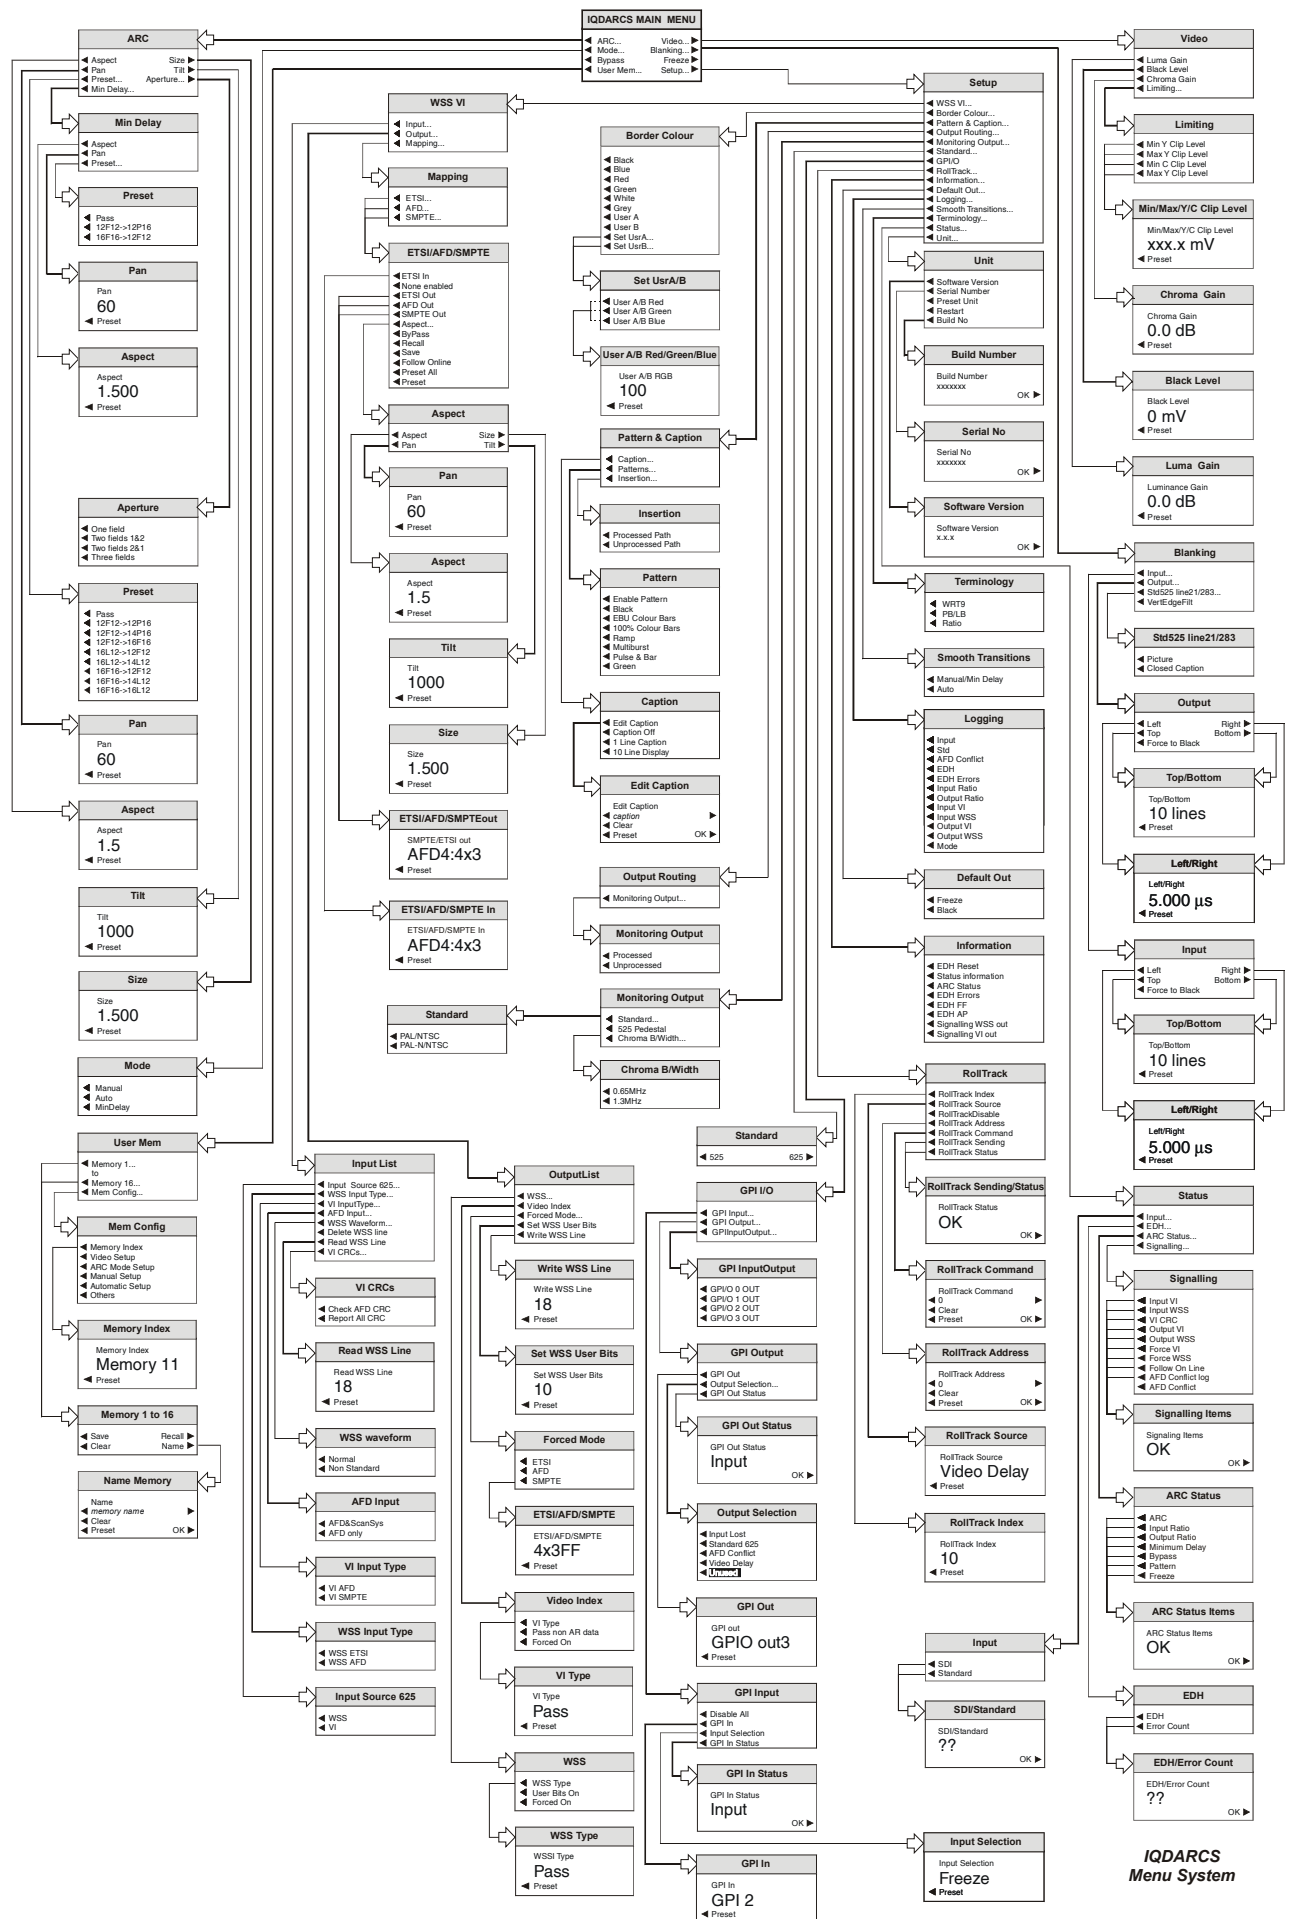 IQDARCS MAIN MENU
ARC... Video...
Mode... Blanking...
Bypass Freeze
User Mem... Setup...
ARC
Aspect Size
Pan Tilt
Preset... Aperture...
Min Delay...
Min Delay
Aspect
Pan
Preset...
Preset
Pass
12F12->12P16
16F16->12F12
Pan
Pan
60
Preset
Aspect
Aspect
1.500
Preset
Aperture
One field
Two fields 1&2
Two fields 2&1
Three fields
Preset
Pass
12F12->12P16
12F12->14P16
12F12->16F16
16L12->12F12
16L12->14L12
16F16->12F12
16F16->14L12
16F16->16L12
Pan
Pan
60
Preset
Aspect
Aspect
1.5
Preset
Tilt
Tilt
1000
Preset
Size
Size
1.500
Preset
Mode
Manual
Auto
MinDelay
User Mem
Memory 1...
to
Memory 16...
Mem Config...
Mem Config
Memory Index
Video Setup
ARC Mode Setup
Manual Setup
Automatic Setup
Others
Memory Index
Memory Index
Memory 11
Preset
Memory 1 to 16
Save Recall
Clear Name
Name Memory
Name
memory name
Clear
Preset OK
WSS VI
Input...
Output...
Mapping...
Mapping
ETSI...
AFD...
SMPTE...
ETSI/AFD/SMPTE
ETSI In
None enabled
ETSI Out
AFD Out
SMPTE Out
Aspect...
ByPass
Recall
Save
Follow Online
Preset All
Preset
Aspect
Aspect Size
Pan Tilt
Pan
Pan
60
Preset
Aspect
Aspect
1.5
Preset
Tilt
Tilt
1000
Preset
Size
Size
1.500
Preset
ETSI/AFD/SMPTEout
SMPTE/ETSI out
AFD4:4x3
Preset
ETSI/AFD/SMPTE In
ETSI/AFD/SMPTE In
AFD4:4x3
Preset
Standard
PAL/NTSC
PAL-N/NTSC
Input List
Input Source 625...
WSS Input Type...
VI InputType...
AFD Input...
WSS Waveform...
Delete WSS line
Read WSS Line
VI CRCs...
VI CRCs
Check AFD CRC
Report All CRC
Read WSS Line
Read WSS Line
18
Preset
WSS waveform
Normal
Non Standard
AFD Input
AFD&ScanSys
AFD only
VI Input Type
VI AFD
VI SMPTE
WSS Input Type
WSS ETSI
WSS AFD
Input Source 625
WSS
VI
OutputList
WSS...
Video Index
Forced Mode...
Set WSS User Bits
Write WSS Line
Write WSS Line
Write WSS Line
18
Preset
Set WSS User Bits
Set WSS User Bits
10
Preset
Forced Mode
ETSI
AFD
SMPTE
ETSI/AFD/SMPTE
ETSI/AFD/SMPTE
4x3FF
Preset
Video Index
VI Type
Pass non AR data
Forced On
VI Type
VI Type
Pass
Preset
WSS
WSS Type
User Bits On
Forced On
WSS Type
WSSI Type
Pass
Preset
Border Colour
Black
Blue
Red
Green
White
Grey
User A
User B
Set UsrA...
Set UsrB...
Set UsrA/B
User A/B Red
User A/B Green
User A/B Blue
User A/B Red/Green/Blue
User A/B RGB
100
Preset
Pattern & Caption
Caption...
Patterns...
Insertion...
Insertion
Processed Path
Unprocessed Path
Pattern
Enable Pattern
Black
EBU Colour Bars
100% Colour Bars
Ramp
Multiburst
Pulse & Bar
Green
Caption
Edit Caption
Caption Off
1 Line Caption
10 Line Display
Edit Caption
Edit Caption
caption
Clear
Preset OK
Output Routing
Monitoring Output...
Monitoring Output
Processed
Unprocessed
Monitoring Output
Standard...
525 Pedestal
Chroma B/Width...
Chroma B/Width
0.65MHz
1.3MHz
Standard
525 625
GPI I/O
GPI Input...
GPI Output...
GPIInputOutput...
GPI InputOutput
GPI/O 0 OUT
GPI/O 1 OUT
GPI/O 2 OUT
GPI/O 3 OUT
GPI Output
GPI Out
Output Selection...
GPI Out Status
GPI Out Status
GPI Out Status
Input
OK
Output Selection
Input Lost
Standard 625
AFD Conflict
Video Delay
Unused
GPI Out
GPI out
GPIO out3
Preset
GPI Input
Disable All
GPI In
Input Selection
GPI In Status
GPI In Status
GPI In Status
Input
OK
GPI In
GPI In
GPI 2
Preset
Setup
WSS VI...
Border Colour...
Pattern & Caption...
Output Routing...
Monitoring Output...
Standard...
GPI/O
RollTrack...
Information...
Default Out...
Logging...
Smooth Transitions...
Terminology...
Status...
Unit...
Unit
Software Version
Serial Number
Preset Unit
Restart
Build No
Build Number
Build Number
xxxxxxx
OK
Serial No
Serial No
xxxxxxx
OK
Software Version
Software Version
x.x.x
OK
Terminology
WRT9
PB/LB
Ratio
Smooth Transitions
Manual/Min Delay
Auto
Logging
Input
Std
AFD Conflict
EDH
EDH Errors
Input Ratio
Output Ratio
Input VI
Input WSS
Output VI
Output WSS
Mode
Default Out
Freeze
Black
Information
EDH Reset
Status information
ARC Status
EDH Errors
EDH FF
EDH AP
Signalling WSS out
Signalling VI out
RollTrack
RollTrack Index
RollTrack Source
RollTrackDisable
RollTrack Address
RollTrack Command
RollTrack Sending
RollTrack Status
RollTrack Sending/Status
RollTrack Status
OK
OK
RollTrack Command
RollTrack Command
0
Clear
Preset OK
RollTrack Address
RollTrack Address
0
Clear
Preset OK
RollTrack Source
RollTrack Source
Video Delay
Preset
RollTrack Index
RollTrack Index
10
Preset
Input
SDI
Standard
SDI/Standard
SDI/Standard
??
OK
Input Selection
Input Selection
Freeze
Preset
Video
Luma Gain
Black Level
Chroma Gain
Limiting...
Limiting
Min Y Clip Level
Max Y Clip Level
Min C Clip Level
Max Y Clip Level
Min/Max/Y/C Clip Level
Min/Max/Y/C Clip Level
xxx.x mV
Preset
Chroma Gain
Chroma Gain
0.0 dB
Preset
Black Level
Black Level
0 mV
Preset
Luma Gain
Luminance Gain
0.0 dB
Preset
Blanking
Input...
Output...
Std525 line21/283...
VertEdgeFilt
Std525 line21/283
Picture
Closed Caption
Output
Left Right
Top Bottom
Force to Black
Top/Bottom
Top/Bottom
10 lines
Preset
Left/Right
Left/Right
5.000 µs
Preset
Input
Left Right
Top Bottom
Force to Black
Top/Bottom
Top/Bottom
10 lines
Preset
Left/Right
Left/Right
5.000 µs
Preset
Status
Input...
EDH...
ARC Status...
Signalling...
Signalling
Input VI
Input WSS
VI CRC
Output VI
Output WSS
Force VI
Force WSS
Follow On Line
AFD Conflict log
AFD Conflict
Signalling Items
Signaling Items
OK
OK
ARC Status
ARC
Input Ratio
Output Ratio
Minimum Delay
Bypass
Pattern
Freeze
ARC Status Items
ARC Status Items
OK
OK
EDH
EDH
Error Count
EDH/Error Count
EDH/Error Count
??
OK
IQDARCS
Menu System